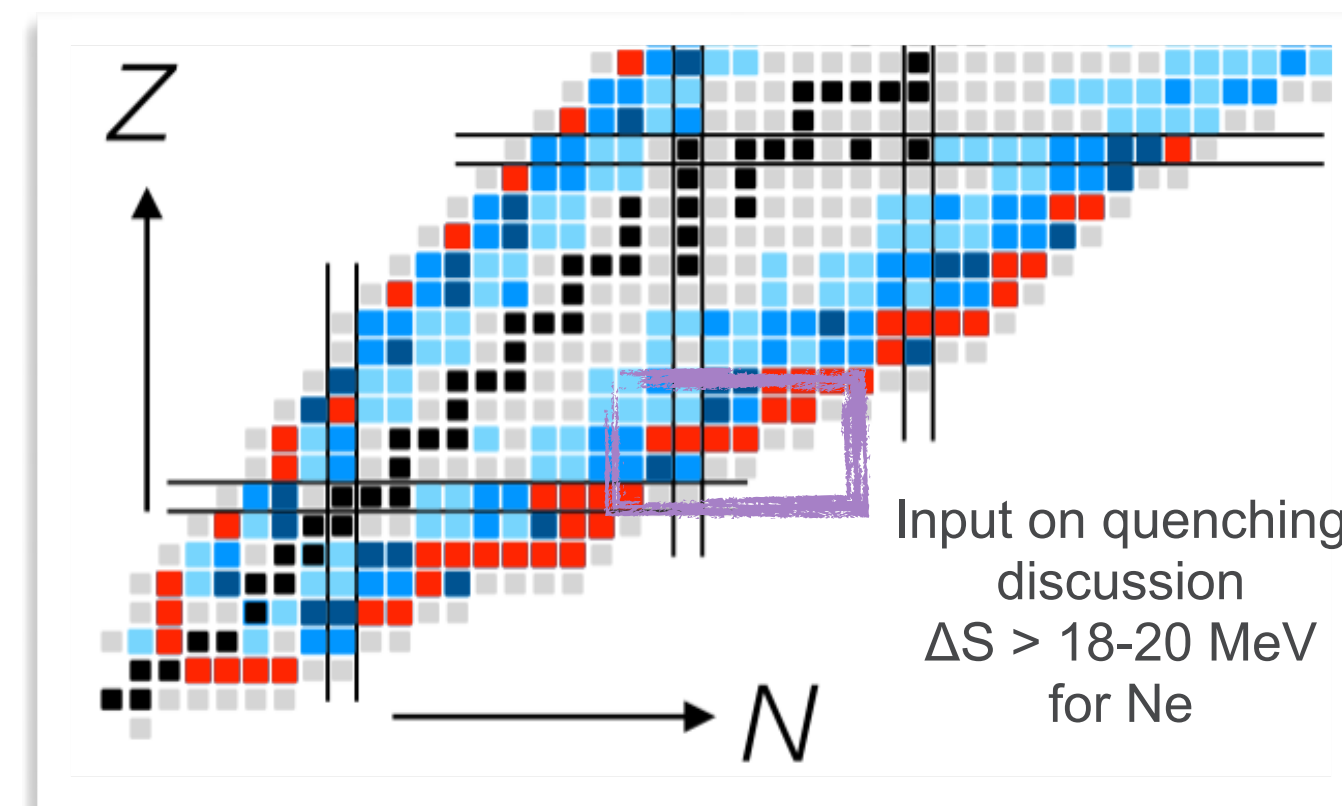 Z
Input on quenching
discussion
ΔS > 18-20 MeV
for Ne
N